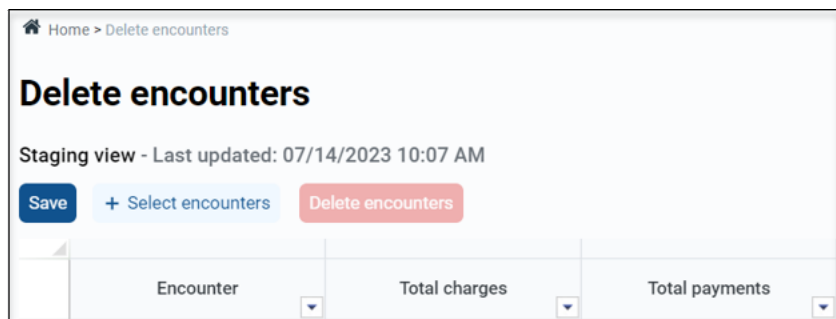 Home > Delete encounters
Delete encounters
Staging view - Last updated: 07/14/2023 10:07 AM
Save + Select encounters Delete encounters
Encounter Total charges Total payments